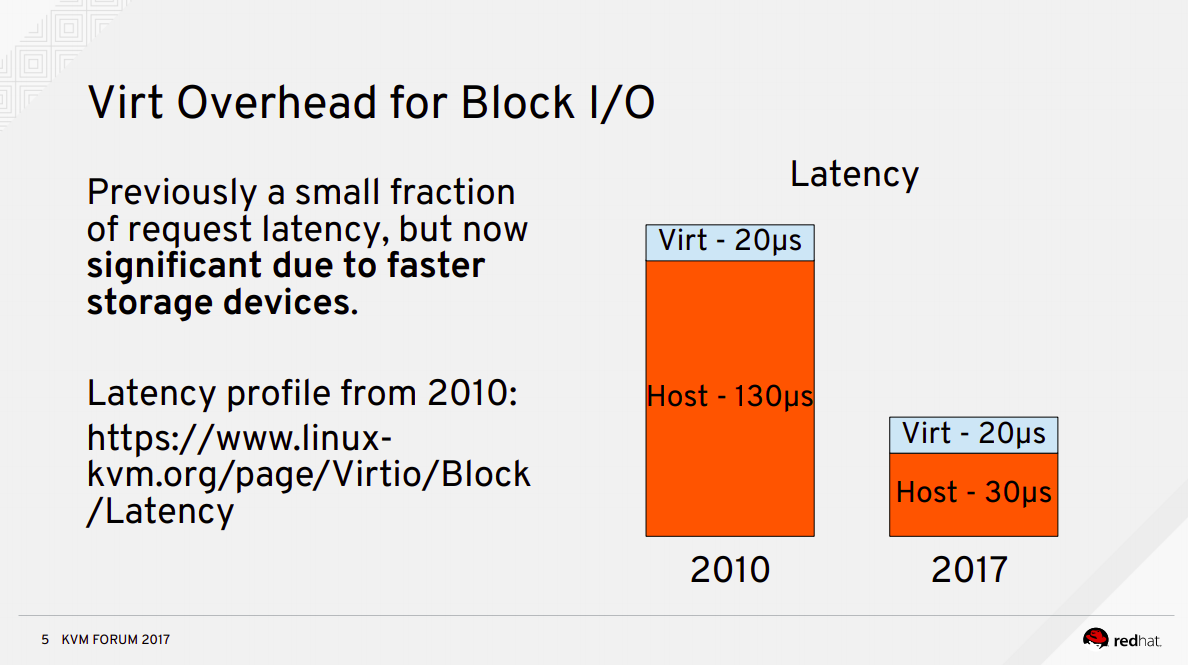 Virt Overhead for Block I/O
Previously a small fraction
of request latency, but now
significant due to faster
storage devices.
Latency profile from 2010:
https://www.linux-
kvm.org/page/Virtio/Block
/Latency
Latency
Virt - 20µs
Host - 130µs
2010
Virt - 20µs
Host - 30µs
2017
5 KVM FORUM 2017
redhat.